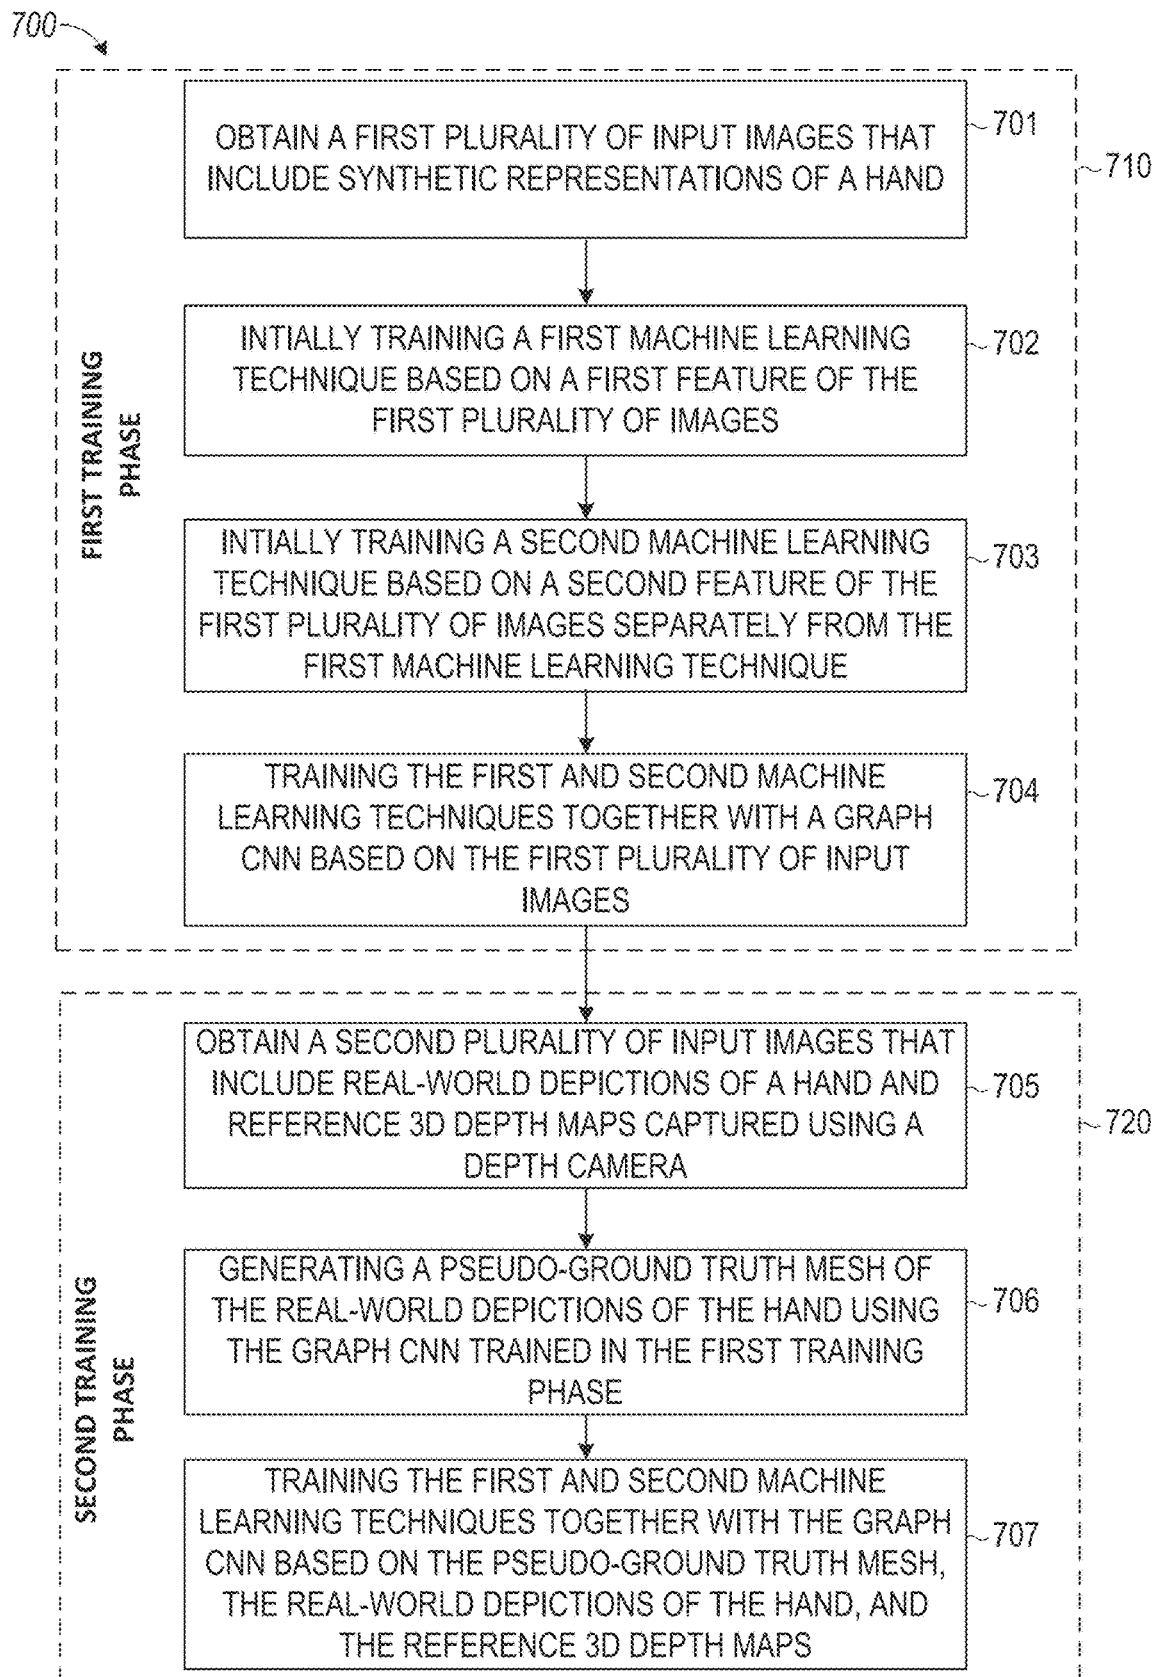 700
OBTAIN A FIRST PLURALITY OF INPUT IMAGES THAT
INCLUDE SYNTHETIC REPRESENTATIONS OF A HAND
701
710
INTIALLY TRAINING A FIRST MACHINE LEARNING
TECHNIQUE BASED ON A FIRST FEATURE OF THE
FIRST PLURALITY OF IMAGES
702
FIRST TRAINING
PHASE
INTIALLY TRAINING A SECOND MACHINE LEARNING
TECHNIQUE BASED ON A SECOND FEATURE OF THE
FIRST PLURALITY OF IMAGES SEPARATELY FROM THE
FIRST MACHINE LEARNING TECHNIQUE
703
TRAINING THE FIRST AND SECOND MACHINE
LEARNING TECHNIQUES TOGETHER WITH A GRAPH
CNN BASED ON THE FIRST PLURALITY OF INPUT
IMAGES
704
OBTAIN A SECOND PLURALITY OF INPUT IMAGES THAT
INCLUDE REAL-WORLD DEPICTIONS OF A HAND AND
REFERENCE 3D DEPTH MAPS CAPTURED USING A
DEPTH CAMERA
705
720
GENERATING A PSEUDO-GROUND TRUTH MESH OF
THE REAL-WORLD DEPICTIONS OF THE HAND USING
THE GRAPH CNN TRAINED IN THE FIRST TRAINING
PHASE
706
SECOND TRAINING
PHASE
TRAINING THE FIRST AND SECOND MACHINE
LEARNING TECHNIQUES TOGETHER WITH THE GRAPH
CNN BASED ON THE PSEUDO-GROUND TRUTH MESH,
THE REAL-WORLD DEPICTIONS OF THE HAND, AND
THE REFERENCE 3D DEPTH MAPS
707